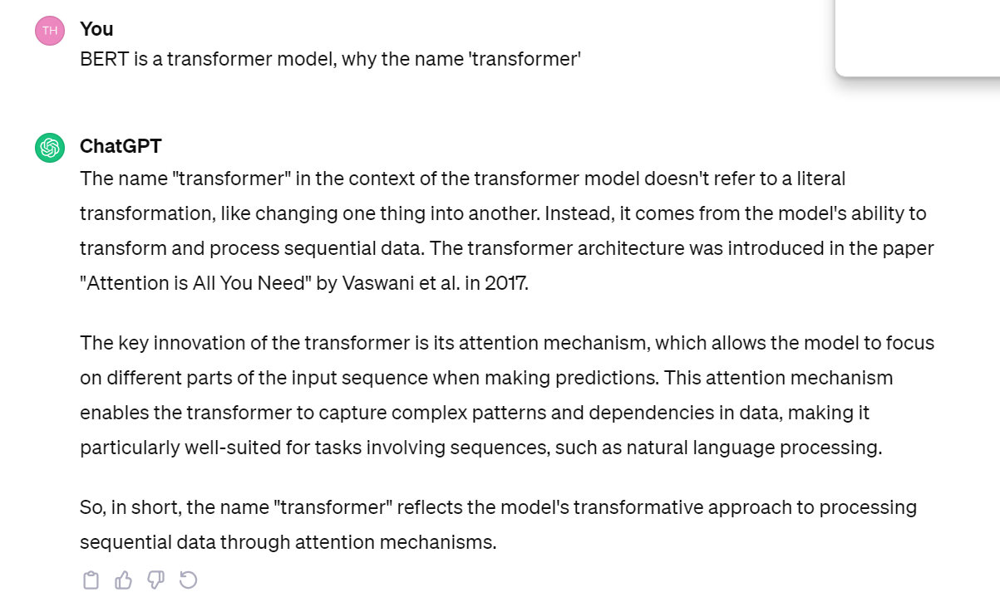 TH
You
BERT is a transformer model, why the name 'transformer'
ChatGPT
The name "transformer" in the context of the transformer model doesn't refer to a literal
transformation, like changing one thing into another. Instead, it comes from the model's ability to
transform and process sequential data. The transformer architecture was introduced in the paper
"Attention is All You Need" by Vaswani et al. in 2017.
The key innovation of the transformer is its attention mechanism, which allows the model to focus
on different parts of the input sequence when making predictions. This attention mechanism
enables the transformer to capture complex patterns and dependencies in data, making it
particularly well-suited for tasks involving sequences, such as natural language processing.
So, in short, the name "transformer" reflects the model's transformative approach to processing
sequential data through attention mechanisms.